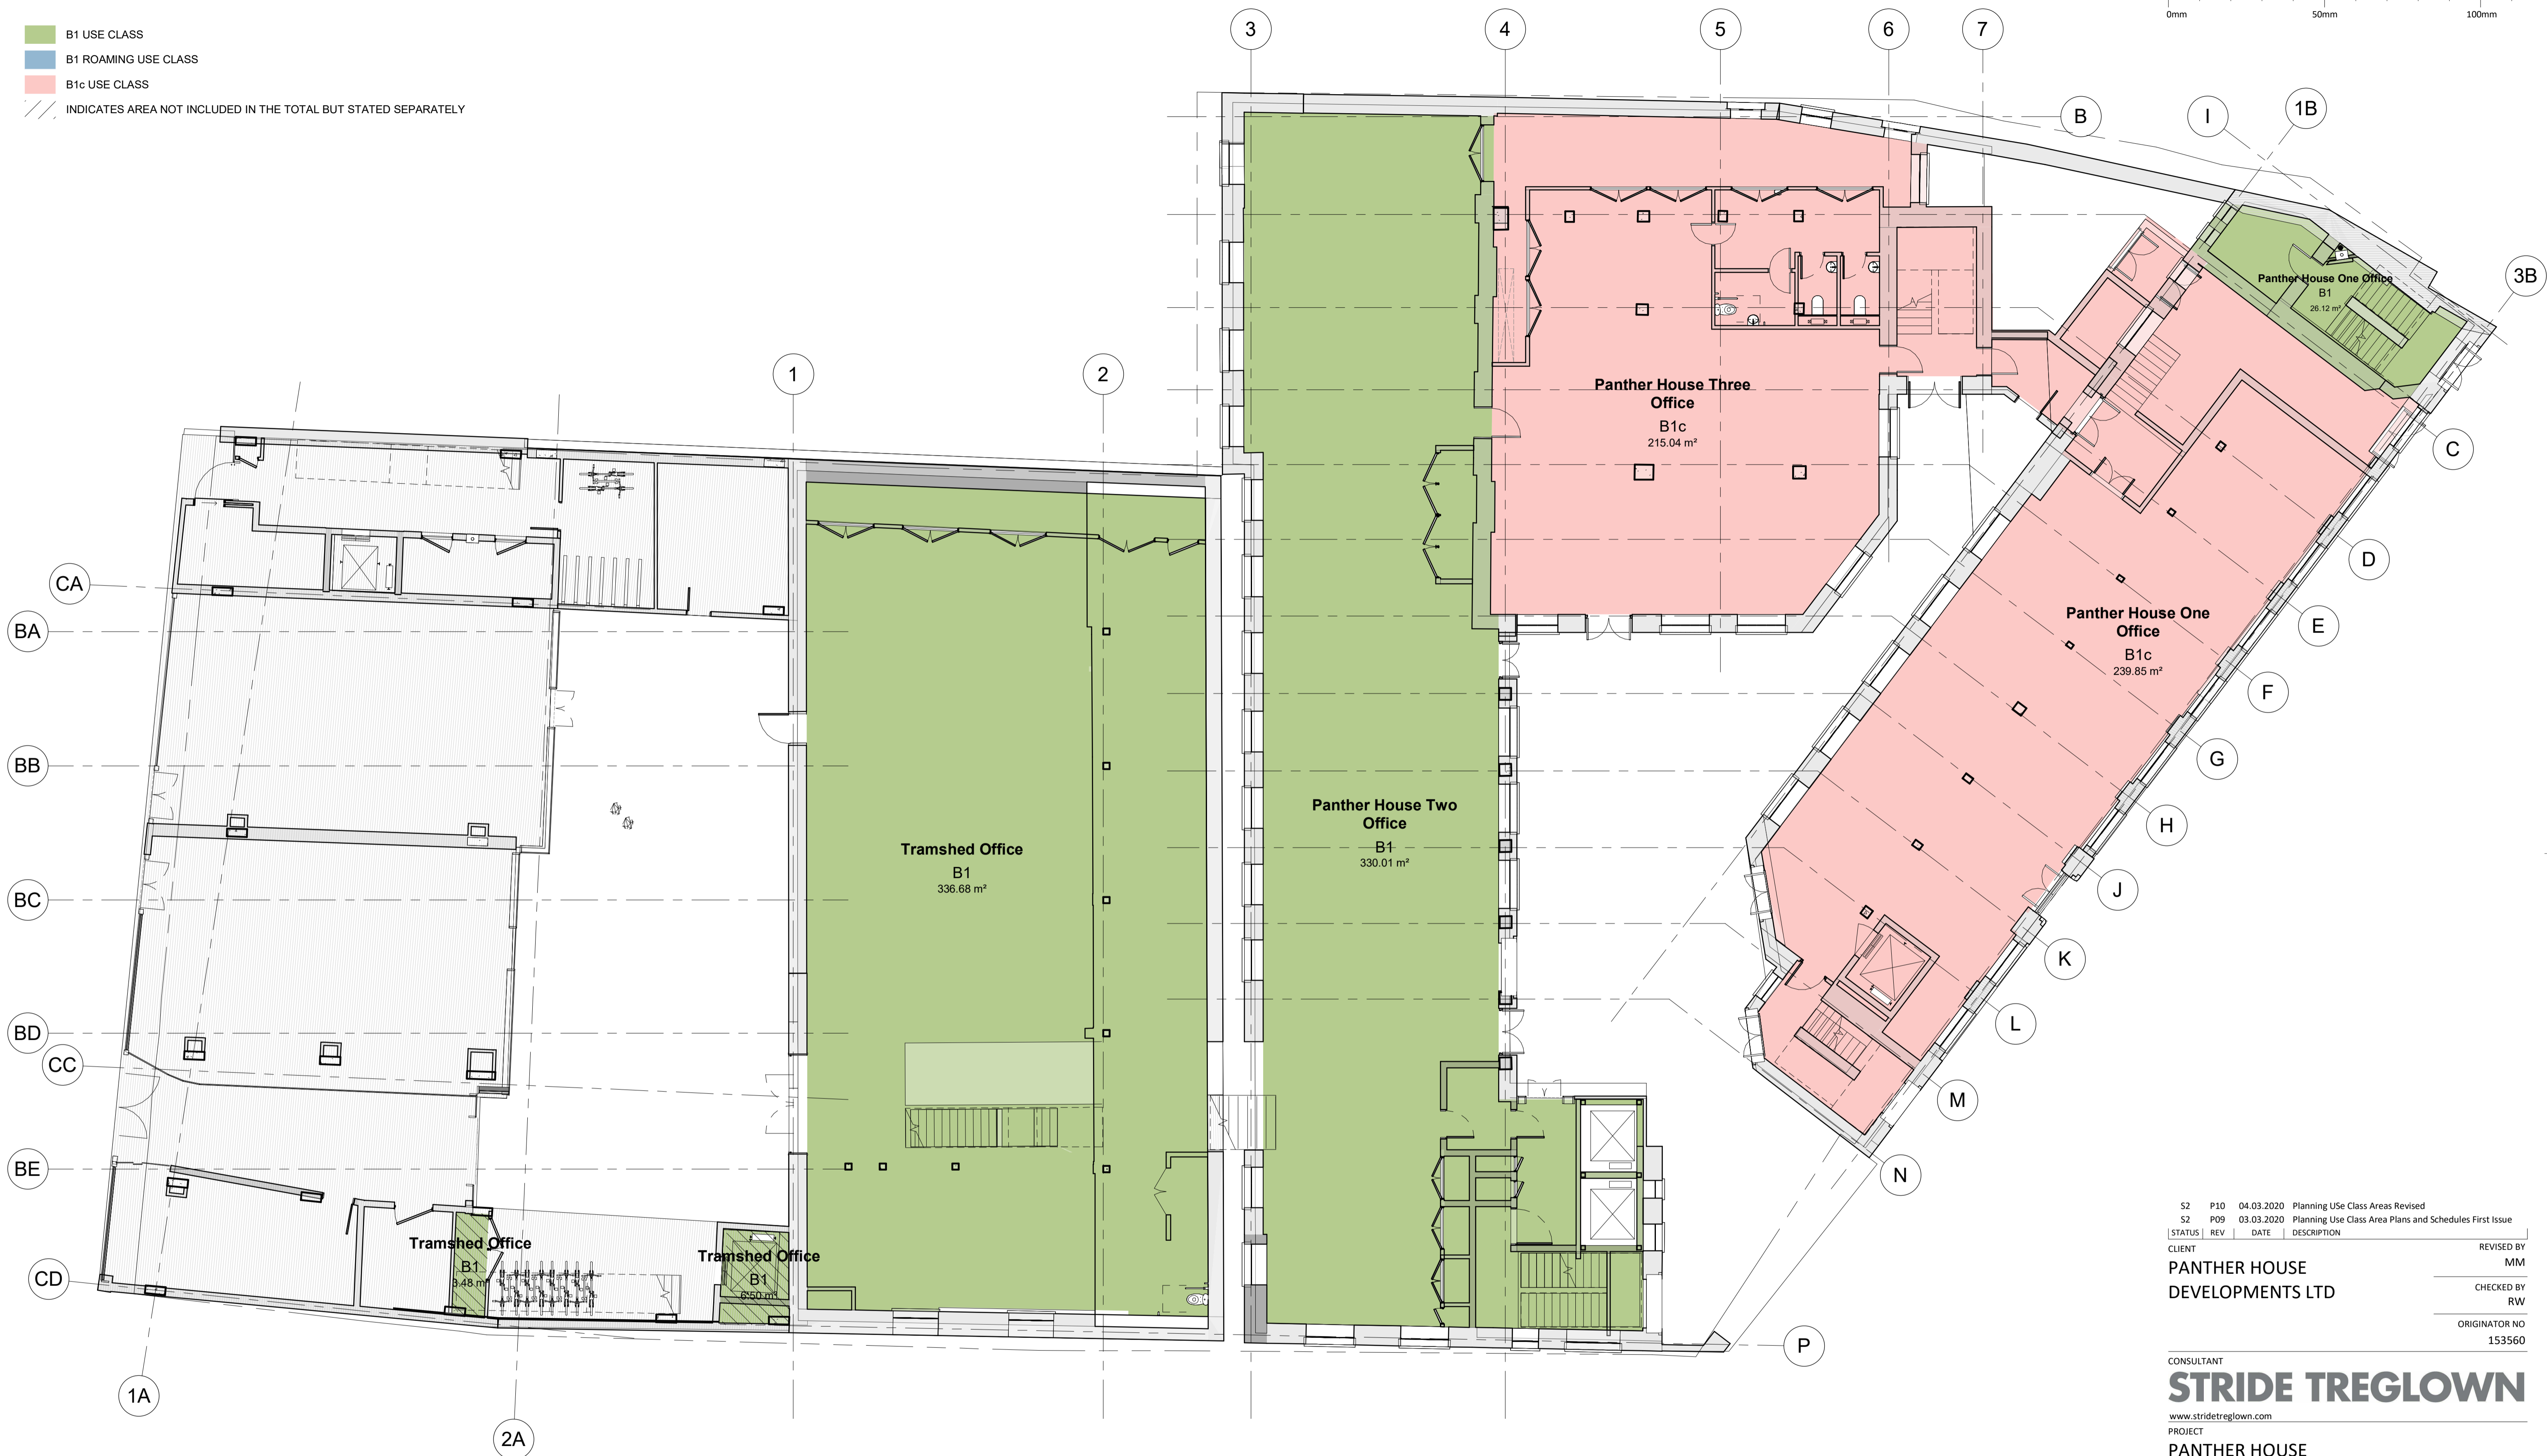 0mm 50mm 100mm
B1 USE CLASS
B1 ROAMING USE CLASS
B1c USE CLASS
INDICATES AREA NOT INCLUDED IN THE TOTAL BUT STATED SEPARATELY
3
4
5
6
7
B
I
1B
3B
1
2
Panther House One Office
B1
26.12 m²
Panther House Three
Office
B1c
215.04 m²
C
D
E
F
G
H
J
K
L
M
N
P
CA
BA
BB
BC
BD
CC
BE
CD
1A
2A
Panther House One
Office
B1c
239.85 m²
Panther House Two
Office
B1
330.01 m²
Tramshed Office
B1
336.68 m²
Tramshed Office
B1
3.48 m²
Tramshed Office
B1
6.50 m²
S2 P10 04.03.2020 Planning USe Class Areas Revised
S2 P09 03.03.2020 Planning Use Class Area Plans and Schedules First Issue
STATUS REV DATE DESCRIPTION
CLIENT
PANTHER HOUSE
DEVELOPMENTS LTD
REVISED BY
MM
CHECKED BY
RW
ORIGINATOR NO
153560
CONSULTANT
STRIDE TREGLOWN
www.stridetreglown.com
PROJECT
PANTHER HOUSE